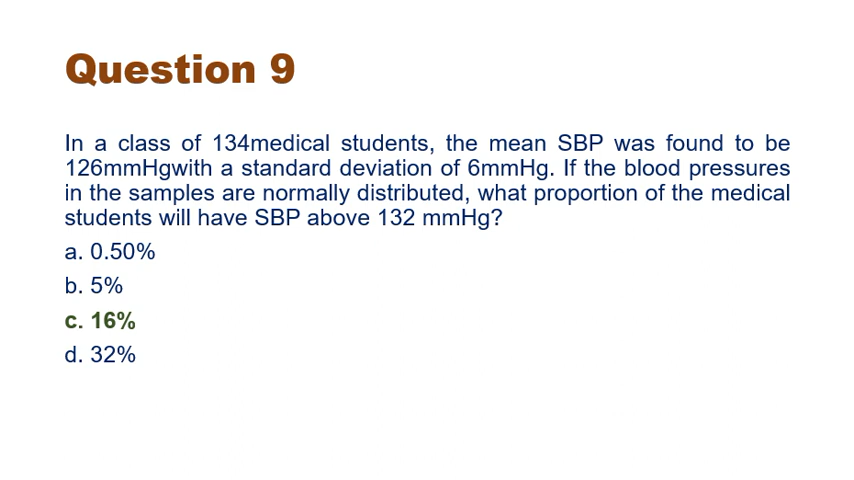 Question 9
In a class of 134medical students, the mean SBP was found to be
126mmHgwith a standard deviation of 6mmHg. If the blood pressures
in the samples are normally distributed, what proportion of the medical
students will have SBP above 132 mmHg?
a. 0.50%
b. 5%
c. 16%
d. 32%